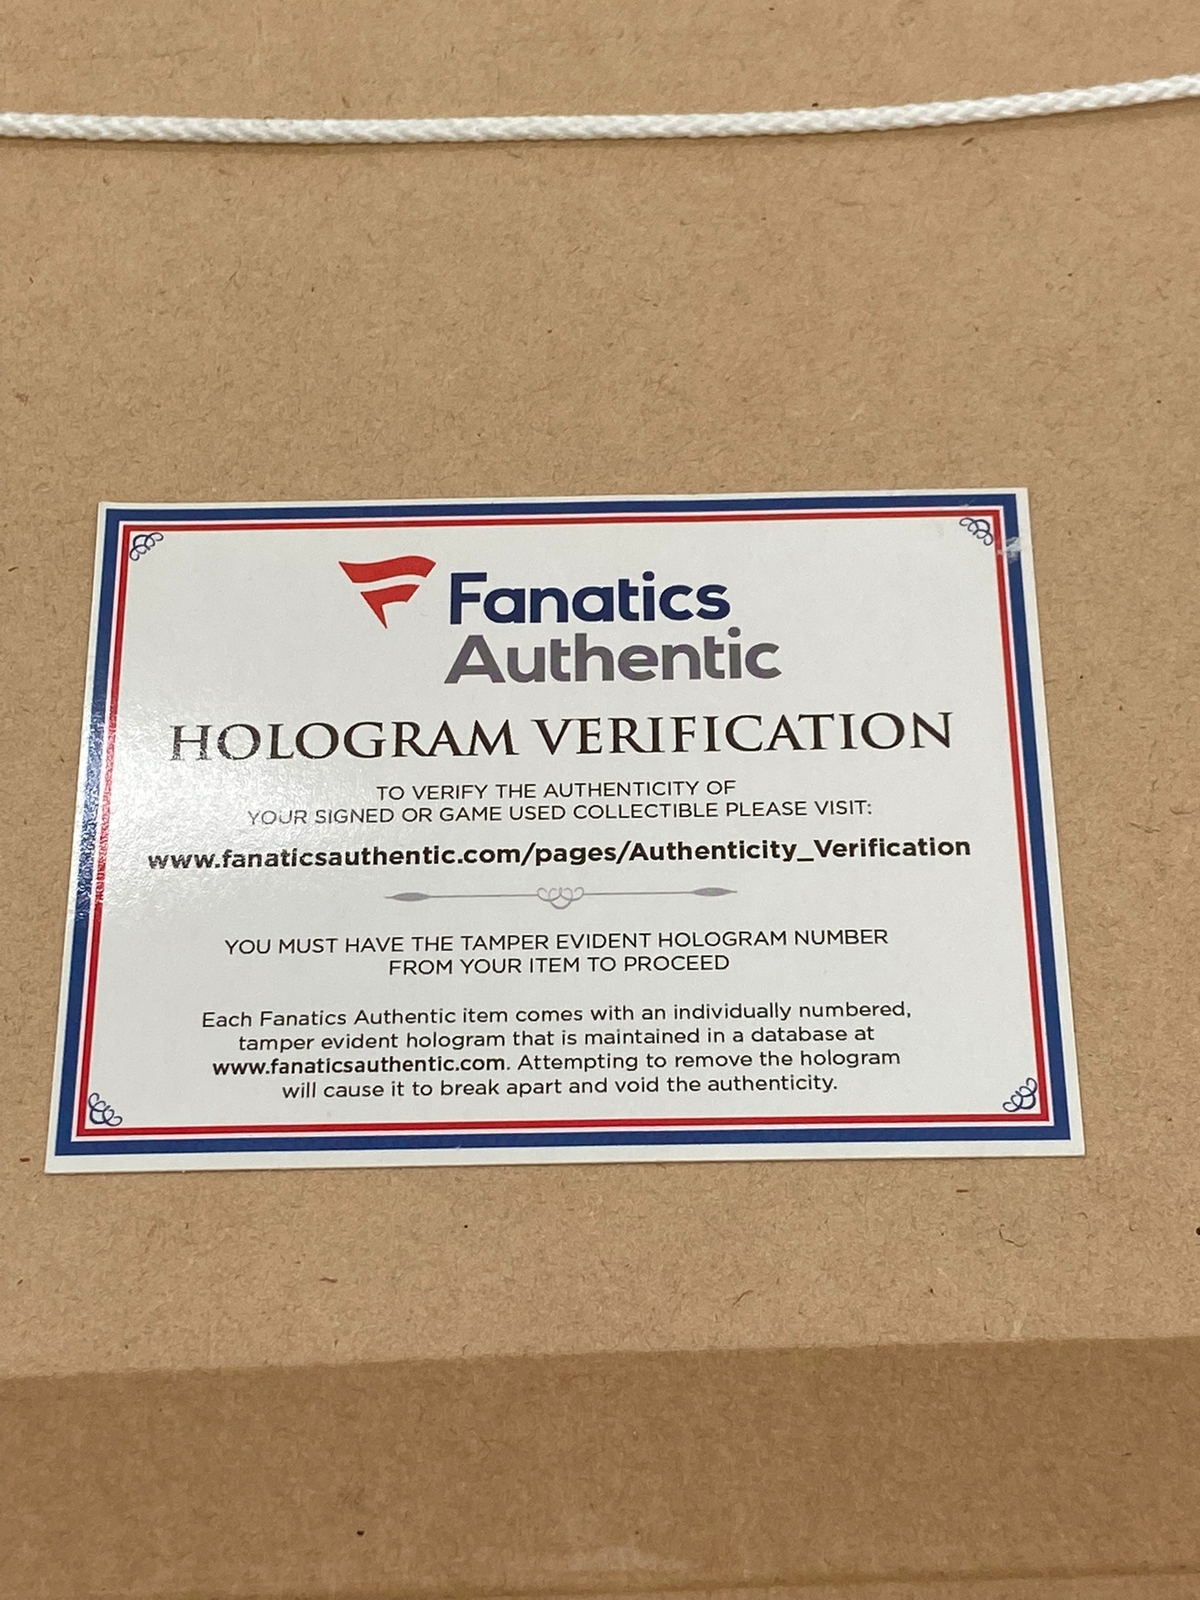 Fanatics
Authentic
HOLOGRAM VERIFICATION
TO VERIFY THE AUTHENTICITY OF
YOUR SIGNED OR GAME USED COLLECTIBLE PLEASE VISIT:
www.fanaticsauthentic.com/pages/Authenticity_Verification
YOU MUST HAVE THE TAMPER EVIDENT HOLOGRAM NUMBER
FROM YOUR ITEM TO PROCEED
Each Fanatics Authentic item comes with an individually numbered,
tamper evident hologram that is maintained in a database at
www.fanaticsauthentic.com. Attempting to remove the hologram
will cause it to break apart and void the authenticity.